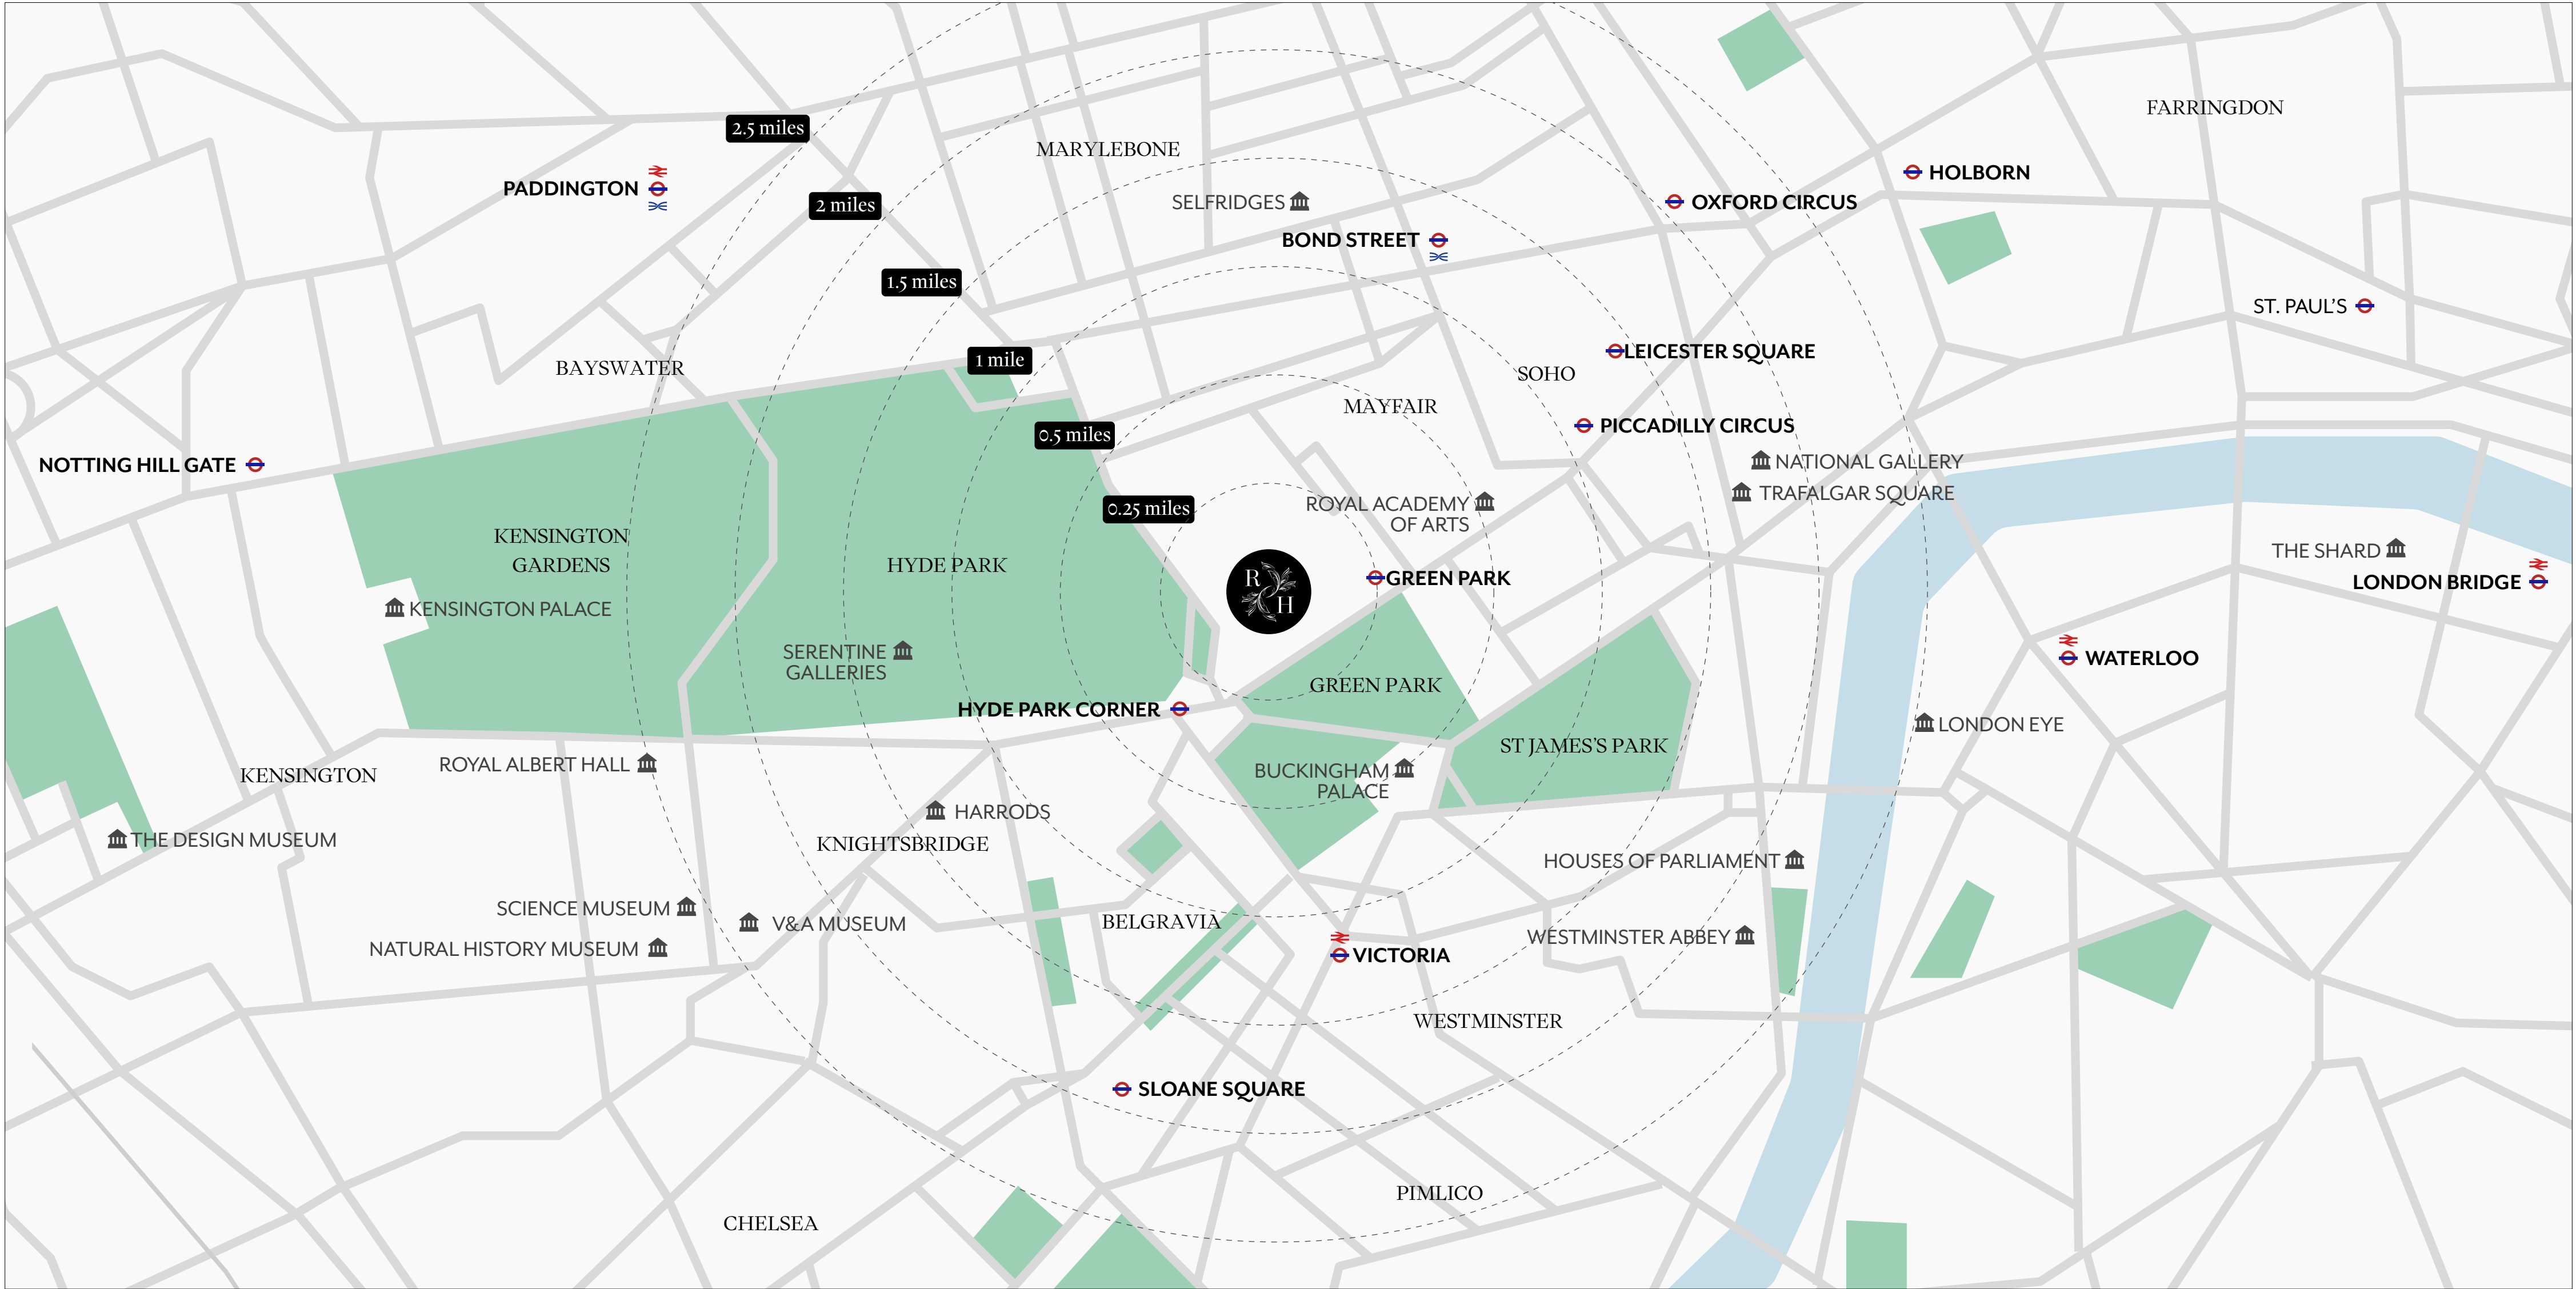 FARRINGDON
2.5 miles
MARYLEBONE
HOLBORN
PADDINGTON
2 miles
SELFRIDGES
OXFORD CIRCUS
BOND STREET
1.5 miles
ST. PAUL'S
LEICESTER SQUARE
1 mile
BAYSWATER
SOHO
MAYFAIR
PICCADILLY CIRCUS
0.5 miles
NOTTING HILL GATE
NATIONAL GALLERY
TRAFALGAR SQUARE
0.25 miles
ROYAL ACADEMY
OF ARTS
KENSINGTON
GARDENS
HYDE PARK
THE SHARD
R
H
GREEN PARK
LONDON BRIDGE
KENSINGTON PALACE
SERENTINE
GALLERIES
WATERLOO
GREEN PARK
HYDE PARK CORNER
LONDON EYE
ST JAMES'S PARK
ROYAL ALBERT HALL
KENSINGTON
BUCKINGHAM
PALACE
HARRODS
THE DESIGN MUSEUM
KNIGHTSBRIDGE
HOUSES OF PARLIAMENT
SCIENCE MUSEUM
V&A MUSEUM
BELGRAVIA
WESTMINSTER ABBEY
NATURAL HISTORY MUSEUM
VICTORIA
WESTMINSTER
SLOANE SQUARE
PIMLICO
CHELSEA